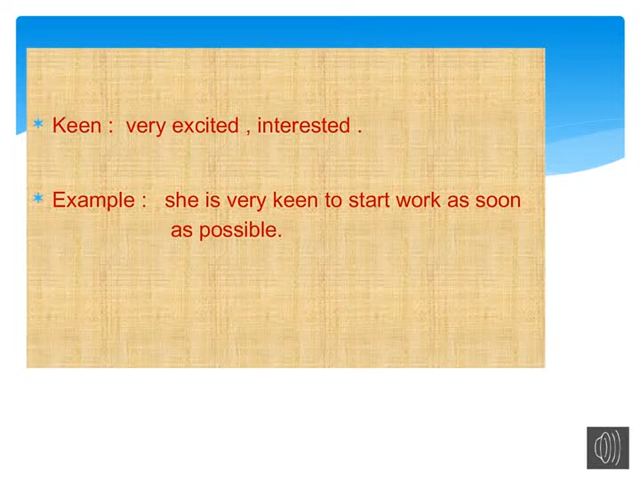 Keen :  very excited , interested .
Example :   she is very keen to start work as soon
as possible.